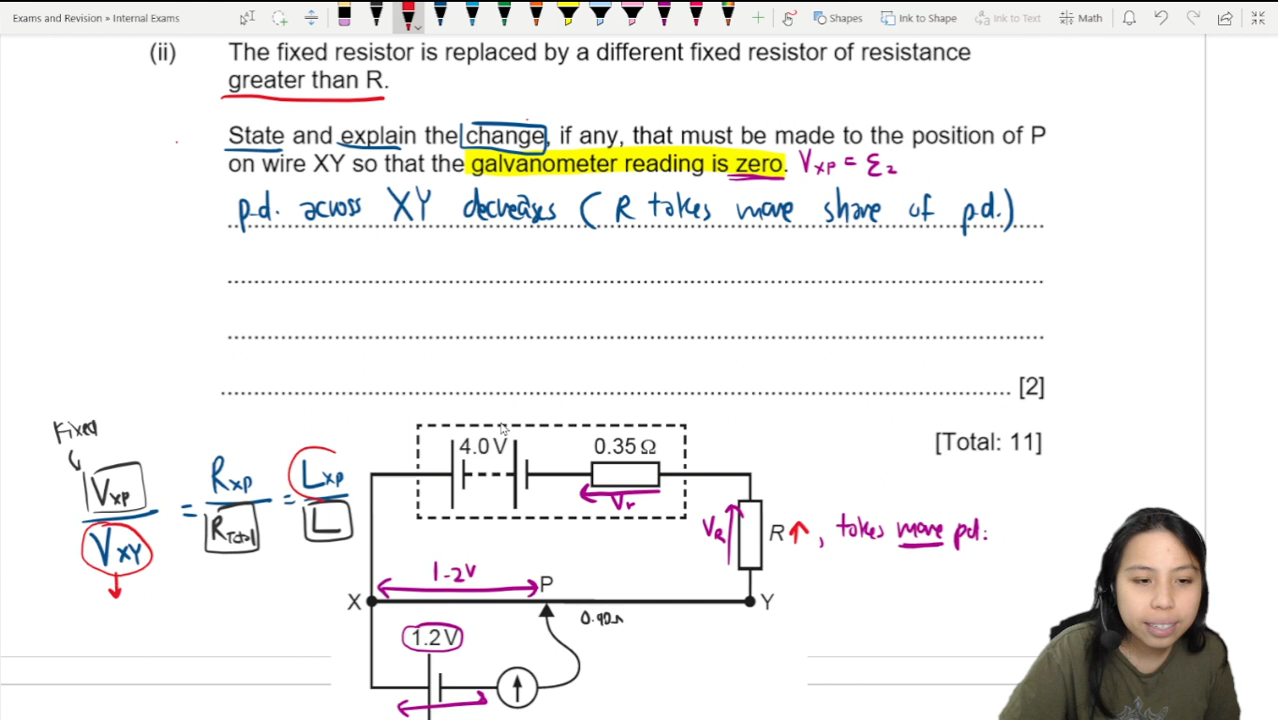 Exams and Revision » Internal Exams
Shapes
Ink to Shape
Ink to Text
Math
(ii) The fixed resistor is replaced by a different fixed resistor of resistance
greater than R.
State and explain the change, if any, that must be made to the position of P
on wire XY so that the galvanometer reading is zero. VXP = ε2
p.d. across XY decreases (R takes more share of p.d.)
[2]
[Total: 11]
Fixed
VXP / VXY = RXP / RTotal = LXP / L
4.0 V
0.35 Ω
Vr
VR
R ↑, takes more pd.
1.2V
P
X
Y
0.90Ω
1.2 V